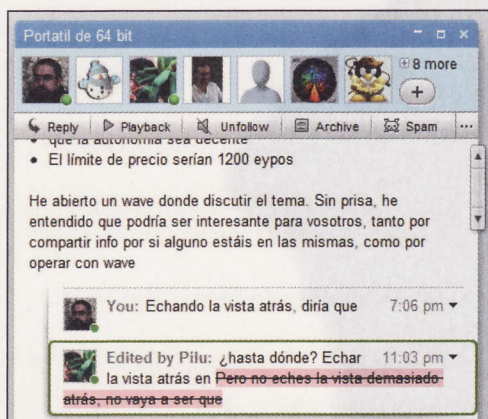 Portatil de 64 bit
8 more
Reply Playback Unfollow Archive Spam ...
que la autonomía sea decente
• El límite de precio serían 1200 eypos
He abierto un wave donde discutir el tema. Sin prisa, he
entendido que podría ser interesante para vosotros, tanto por
compartir info por si alguno estáis en las mismas, como por
operar con wave
You: Echando la vista atrás, diría que 7:06 pm
Edited by Pilu: ¿hasta dónde? Echar 11:03 pm
la vista atrás en Pero no eches la vista demasiado
atrás, no vaya a ser que